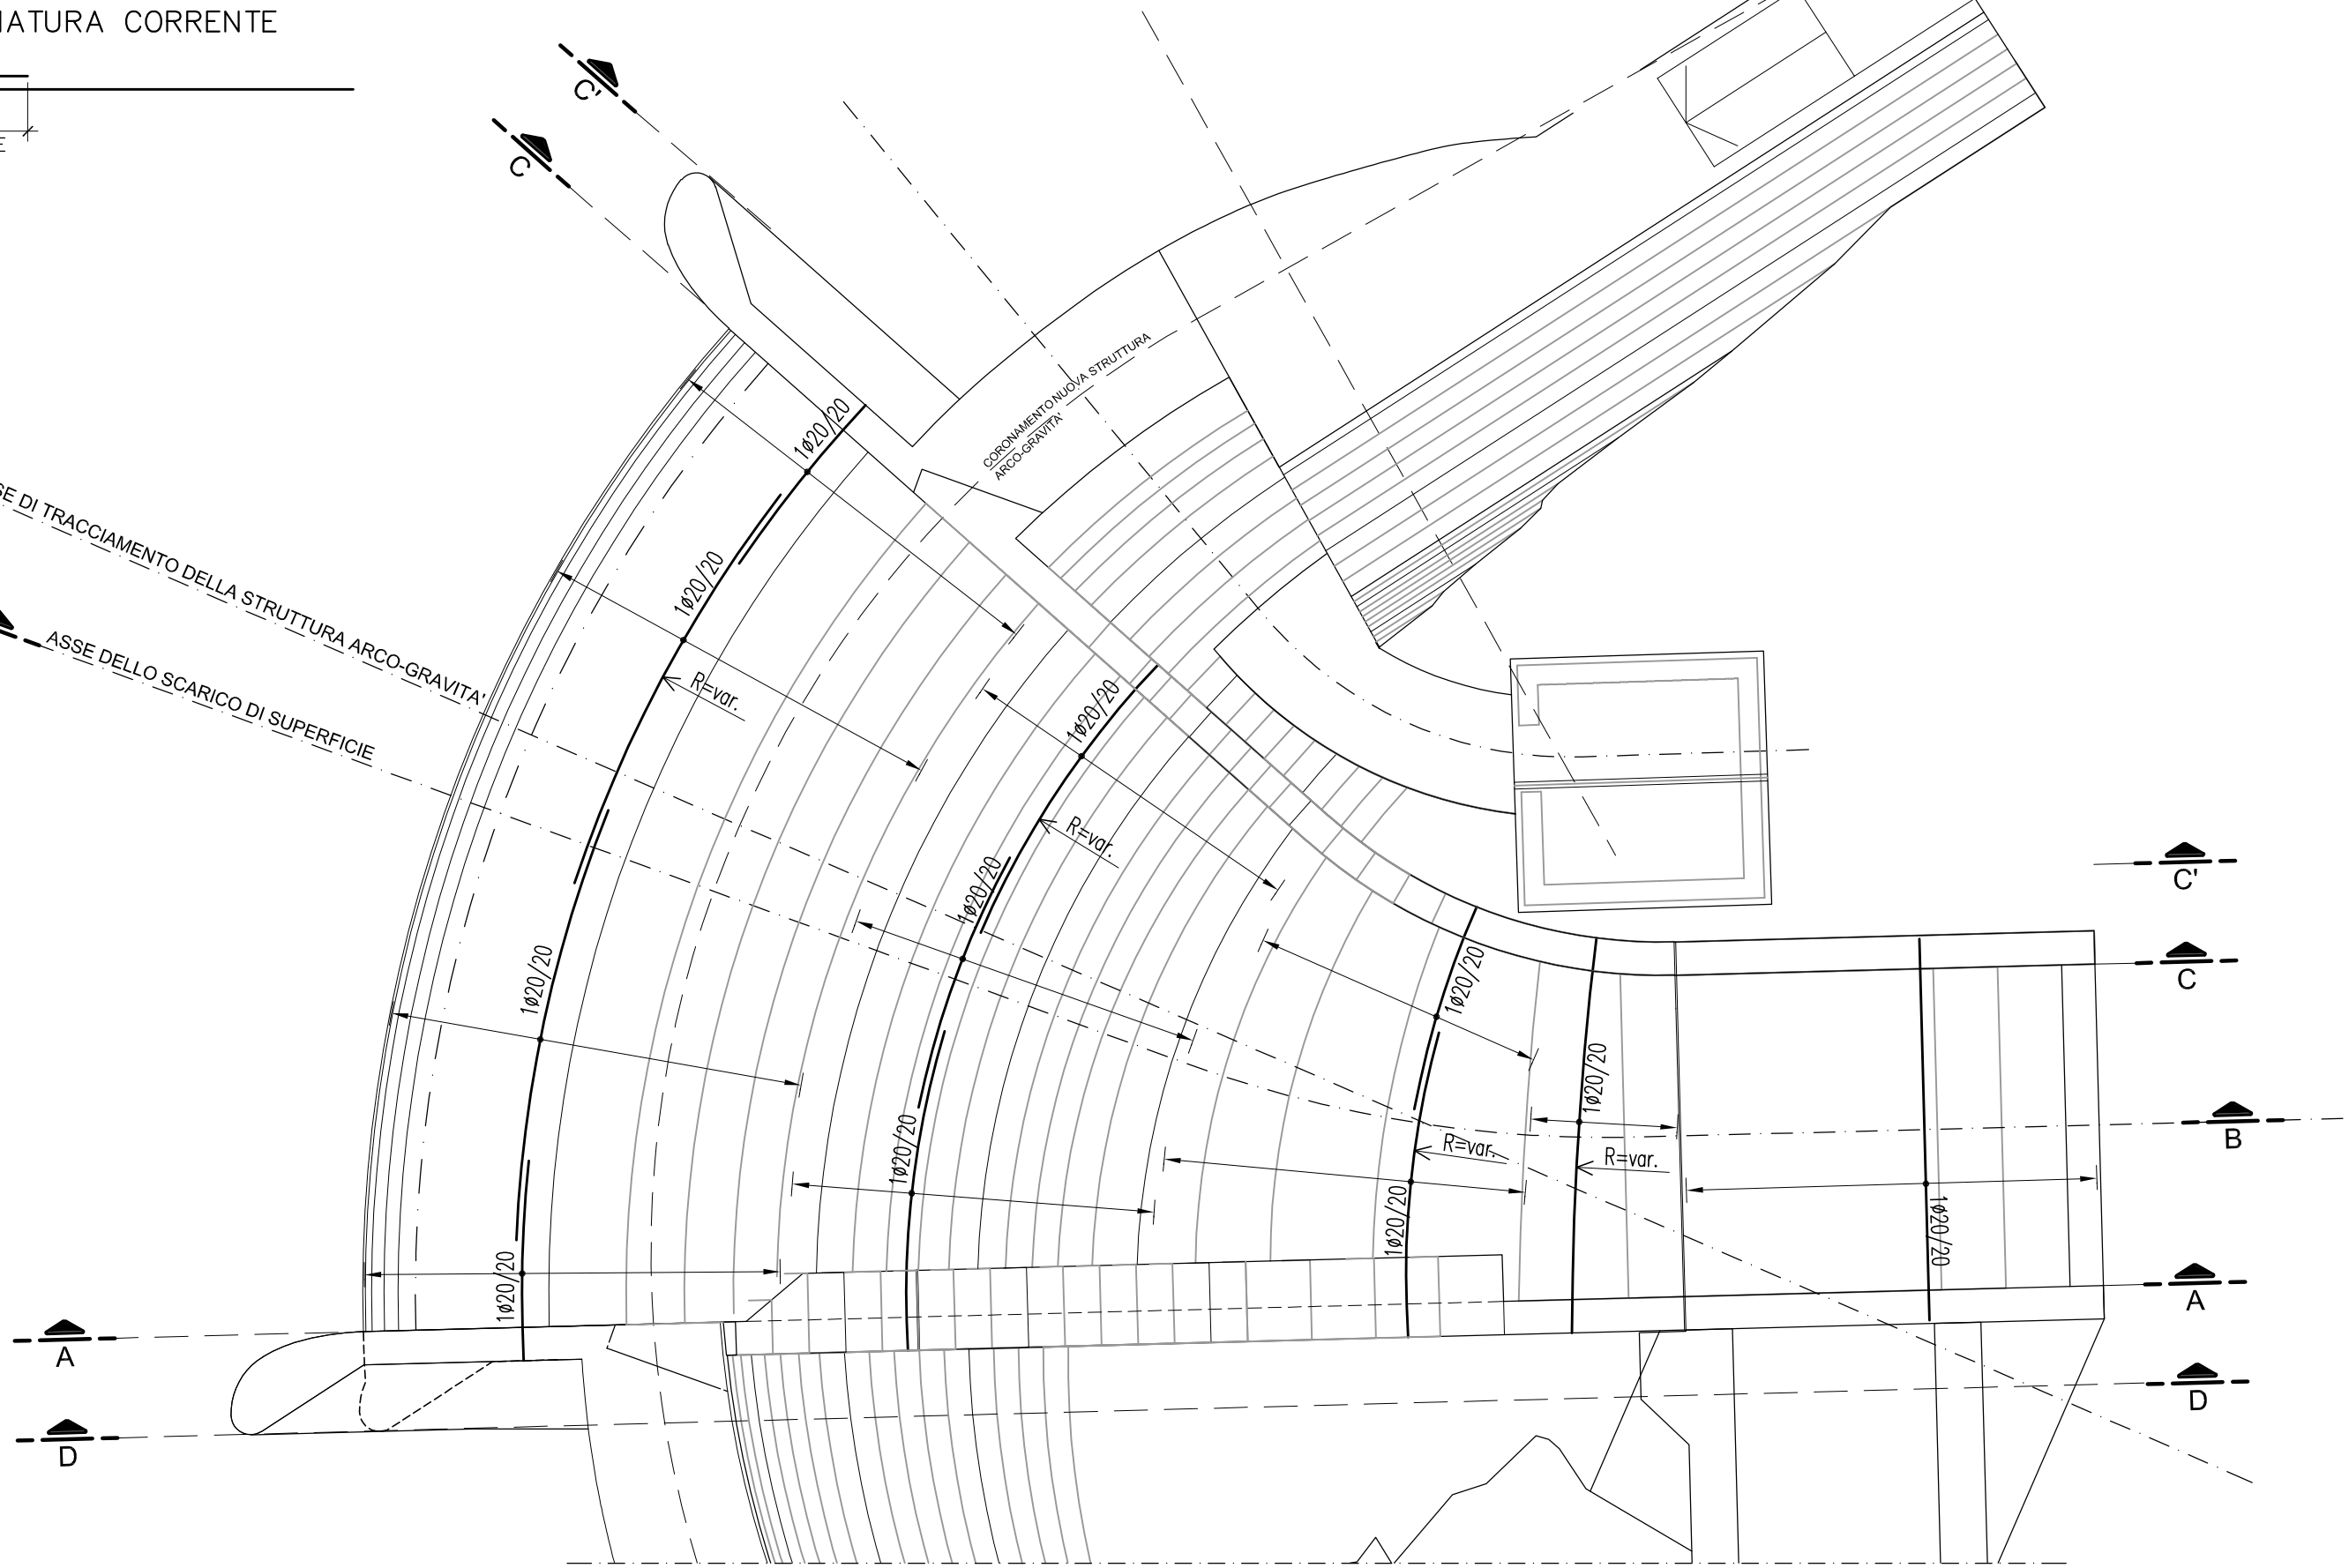 NATURA CORRENTE
E
C'
C
CORONAMENTO NUOVA STRUTTURA
ARCO-GRAVITA'
1ø20/20
SE DI TRACCIAMENTO DELLA STRUTTURA ARCO-GRAVITA'
1ø20/20
ASSE DELLO SCARICO DI SUPERFICIE
R=var.
1ø20/20
R=var.
C'
1ø20/20
1ø20/20
1ø20/20
C
1ø20/20
B
1ø20/20
R=var.
R=var.
1ø20/20
1ø20/20
1ø20/20
A
A
D
D